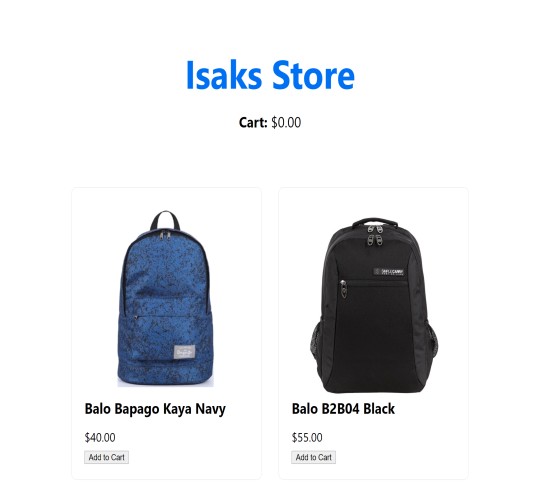 Isaks Store
Cart: $0.00
Balo Bapago Kaya Navy
$40.00
Add to Cart
Balo B2B04 Black
$55.00
Add to Cart